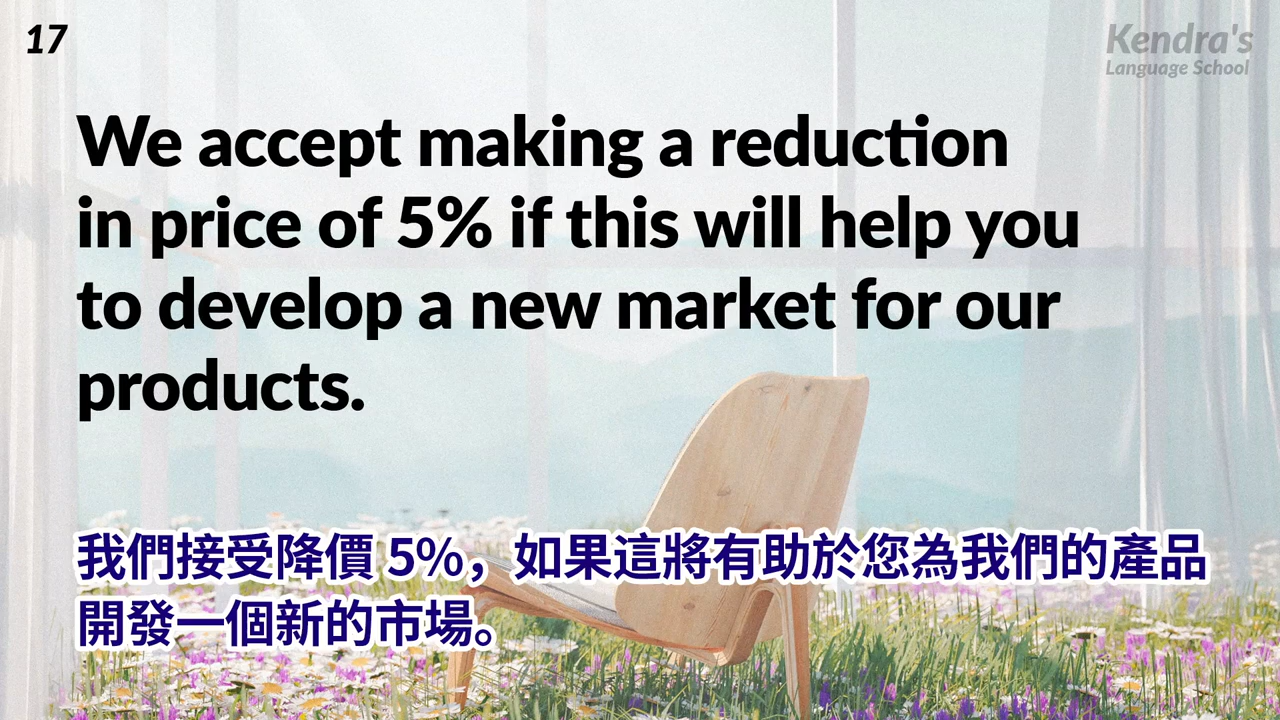 17
Kendra's
Language School
We accept making a reduction
in price of 5% if this will help you
to develop a new market for our
products.
我們接受降價 5%，如果這將有助於您為我們的產品
開發一個新的市場。